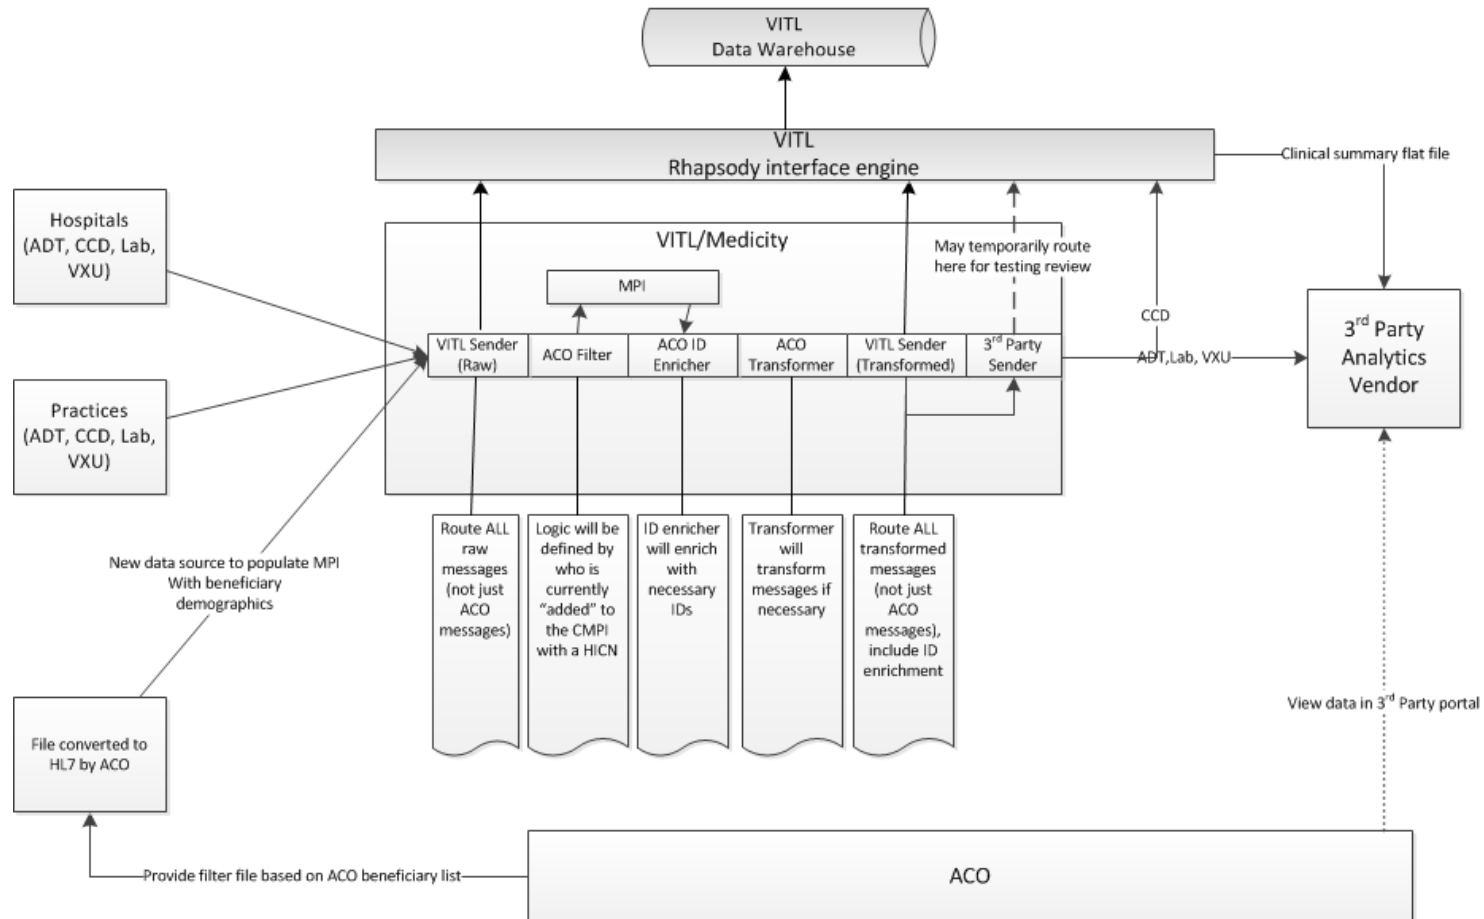 VITL
Data Warehouse
VITL
Rhapsody interface engine
Clinical summary flat file
Hospitals
(ADT, CCD, Lab,
VXU)
VITL/Medicity
May temporarily route
here for testing review
MPI
CCD
3rd Party
Analytics
Vendor
VITL Sender
(Raw)
ACO Filter
ACO ID
Enricher
ACO
Transformer
VITL Sender
(Transformed)
3rd Party
Sender
ADT,Lab, VXU
Practices
(ADT, CCD, Lab,
VXU)
Route ALL
raw
messages
(not just
ACO
messages)
Logic will be
defined by
who is
currently
“added” to
the CMPI
with a HICN
ID enricher
will enrich
with
necessary
IDs
Transformer
will
transform
messages if
necessary
Route ALL
transformed
messages
(not just
ACO
messages),
include ID
enrichment
New data source to populate MPI
With beneficiary
demographics
View data in 3rd Party portal
File converted to
HL7 by ACO
Provide filter file based on ACO beneficiary list
ACO